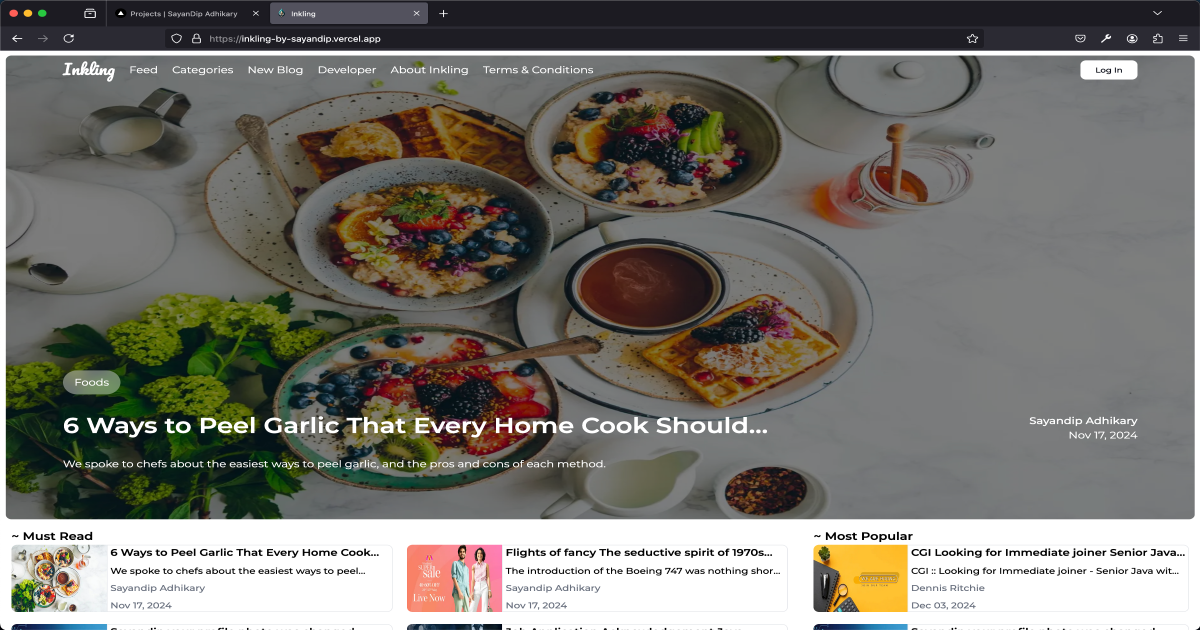 Projects | SayanDip Adhikary
Inkling
https://inkling-by-sayandip.vercel.app
Inkling Feed Categories New Blog Developer About Inkling Terms & Conditions Log In
Foods
6 Ways to Peel Garlic That Every Home Cook Should...
We spoke to chefs about the easiest ways to peel garlic, and the pros and cons of each method.
Sayandip Adhikary
Nov 17, 2024
~ Must Read
6 Ways to Peel Garlic That Every Home Cook...
We spoke to chefs about the easiest ways to peel...
Sayandip Adhikary
Nov 17, 2024
sale
Live Now
Flights of fancy The seductive spirit of 1970s...
The introduction of the Boeing 747 was nothing shor...
Sayandip Adhikary
Nov 17, 2024
~ Most Popular
CGI Looking for Immediate joiner Senior Java...
CGI :: Looking for Immediate joiner - Senior Java wit...
Dennis Ritchie
Dec 03, 2024